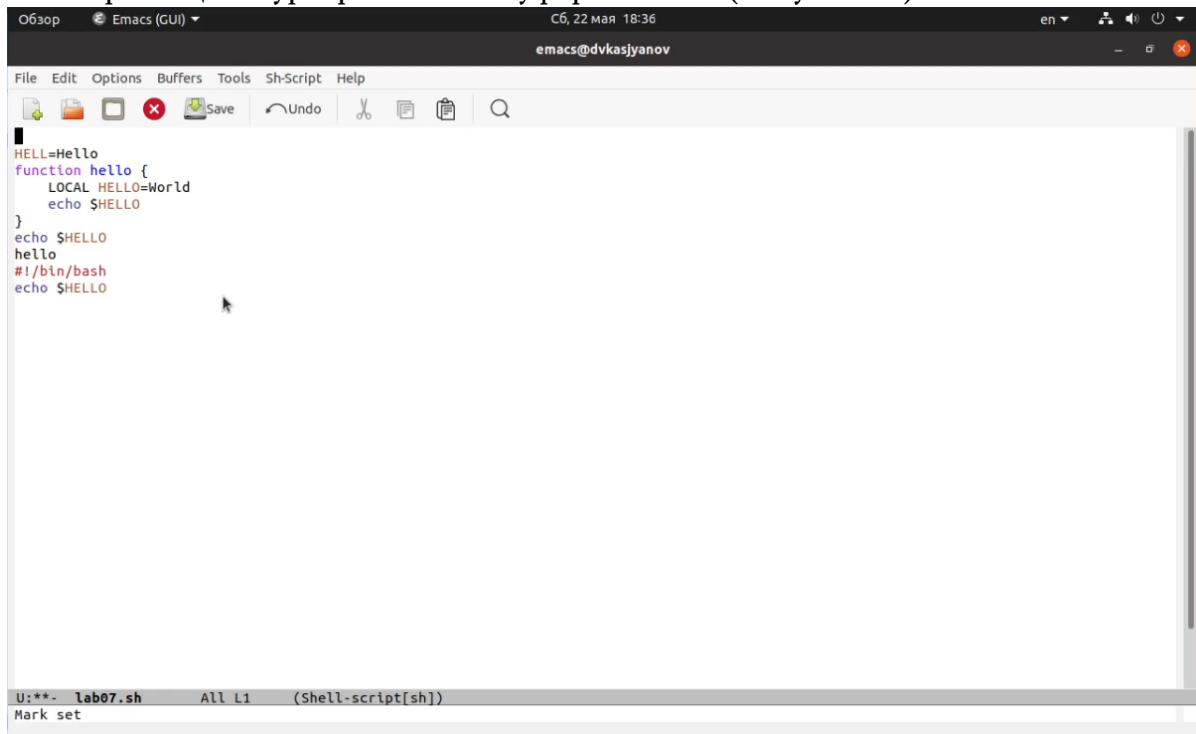 Обзор Emacs (GUI) Сб, 22 мая 18:36 en
emacs@dvkasjyanov
File Edit Options Buffers Tools Sh-Script Help
Save Undo
HELL=Hello
function hello {
    LOCAL HELLO=World
    echo $HELLO
}
echo $HELLO
hello
#!/bin/bash
echo $HELLO
U:**- lab07.sh All L1 (Shell-script[sh])
Mark set